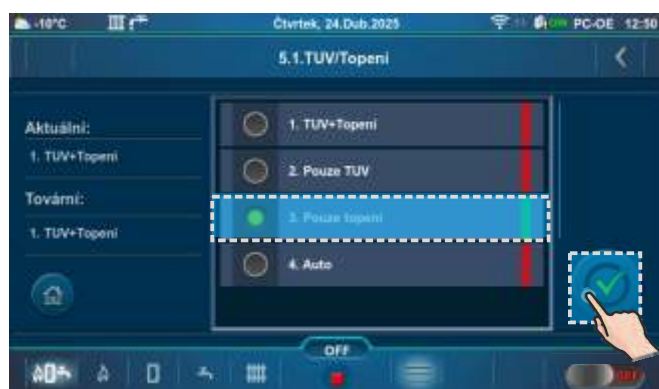 -10°C Čtvrtek, 24.Dub.2025 PC-OE 12:50
5.1.TUV/Topení
Aktuální:
1. TUV+Topení
Tovární:
1. TUV+Topení
1. TUV+Topení
2. Pouze TUV
3. Pouze topení
4. Auto
OFF
OFF